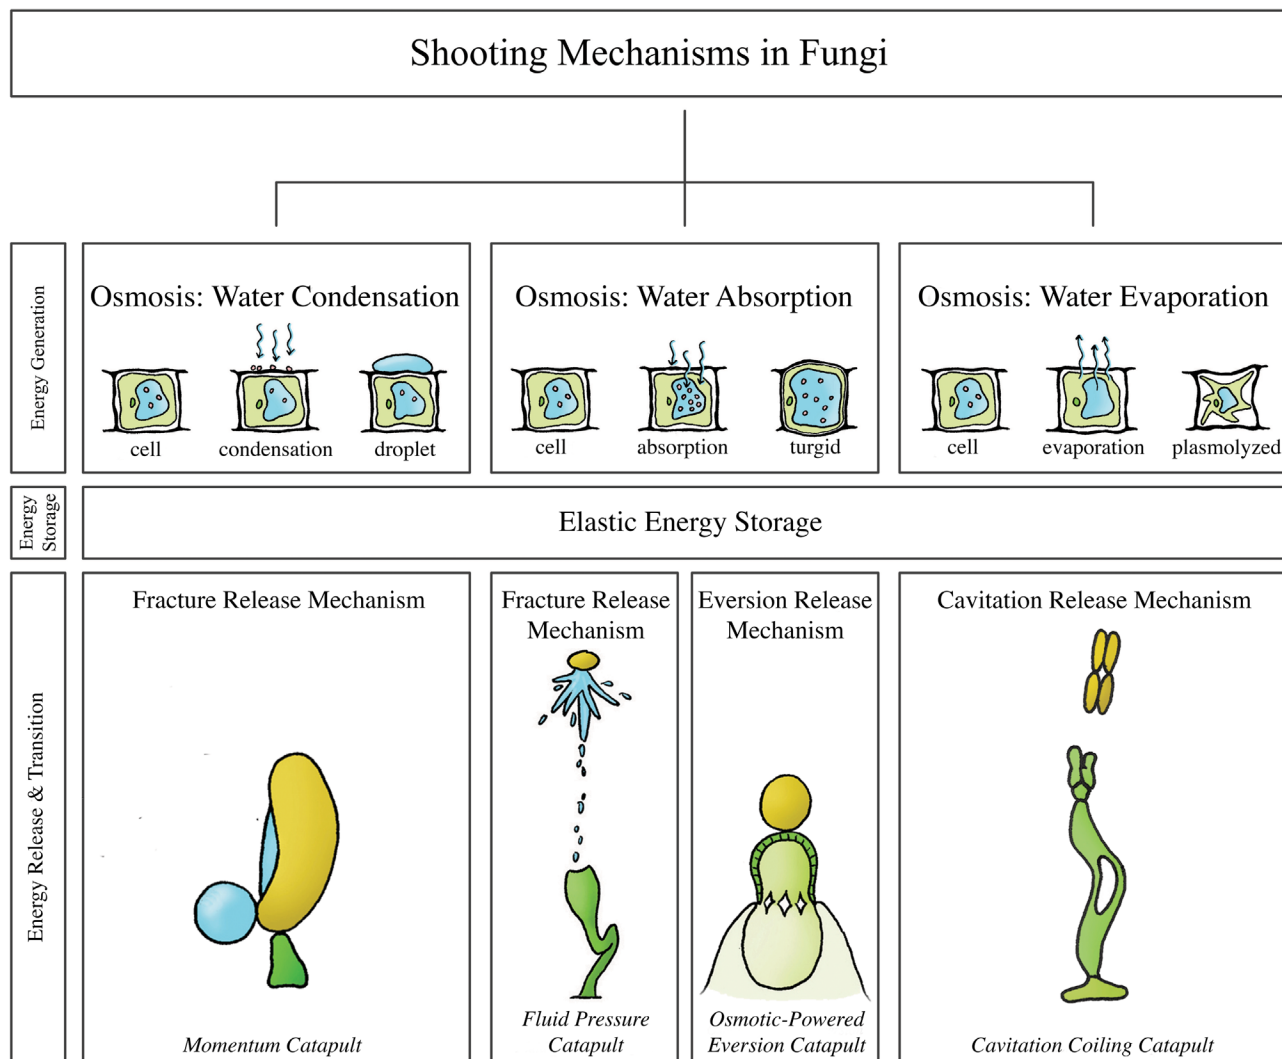 Shooting Mechanisms in Fungi
Energy Generation
Osmosis: Water Condensation
cell
condensation
droplet
Osmosis: Water Absorption
cell
absorption
turgid
Osmosis: Water Evaporation
cell
evaporation
plasmolyzed
Energy
Storage
Elastic Energy Storage
Energy Release & Transition
Fracture Release Mechanism
Momentum Catapult
Fracture Release
Mechanism
Fluid Pressure
Catapult
Eversion Release
Mechanism
Osmotic-Powered
Eversion Catapult
Cavitation Release Mechanism
Cavitation Coiling Catapult